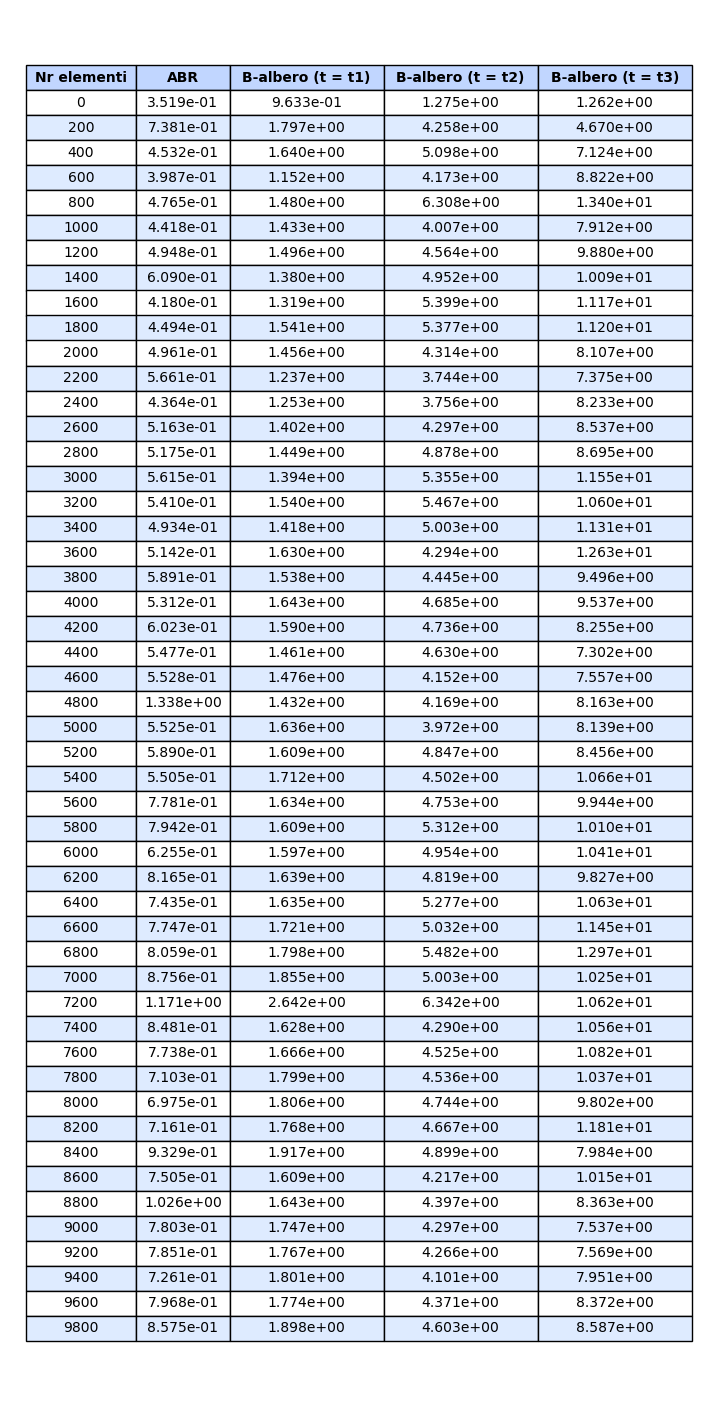 Nr elementi ABR B-albero (t = t1) B-albero (t = t2) B-albero (t = t3)
0 3.519e-01 9.633e-01 1.275e+00 1.262e+00
200 7.381e-01 1.797e+00 4.258e+00 4.670e+00
400 4.532e-01 1.640e+00 5.098e+00 7.124e+00
600 3.987e-01 1.152e+00 4.173e+00 8.822e+00
800 4.765e-01 1.480e+00 6.308e+00 1.340e+01
1000 4.418e-01 1.433e+00 4.007e+00 7.912e+00
1200 4.948e-01 1.496e+00 4.564e+00 9.880e+00
1400 6.090e-01 1.380e+00 4.952e+00 1.009e+01
1600 4.180e-01 1.319e+00 5.399e+00 1.117e+01
1800 4.494e-01 1.541e+00 5.377e+00 1.120e+01
2000 4.961e-01 1.456e+00 4.314e+00 8.107e+00
2200 5.661e-01 1.237e+00 3.744e+00 7.375e+00
2400 4.364e-01 1.253e+00 3.756e+00 8.233e+00
2600 5.163e-01 1.402e+00 4.297e+00 8.537e+00
2800 5.175e-01 1.449e+00 4.878e+00 8.695e+00
3000 5.615e-01 1.394e+00 5.355e+00 1.155e+01
3200 5.410e-01 1.540e+00 5.467e+00 1.060e+01
3400 4.934e-01 1.418e+00 5.003e+00 1.131e+01
3600 5.142e-01 1.630e+00 4.294e+00 1.263e+01
3800 5.891e-01 1.538e+00 4.445e+00 9.496e+00
4000 5.312e-01 1.643e+00 4.685e+00 9.537e+00
4200 6.023e-01 1.590e+00 4.736e+00 8.255e+00
4400 5.477e-01 1.461e+00 4.630e+00 7.302e+00
4600 5.528e-01 1.476e+00 4.152e+00 7.557e+00
4800 1.338e+00 1.432e+00 4.169e+00 8.163e+00
5000 5.525e-01 1.636e+00 3.972e+00 8.139e+00
5200 5.890e-01 1.609e+00 4.847e+00 8.456e+00
5400 5.505e-01 1.712e+00 4.502e+00 1.066e+01
5600 7.781e-01 1.634e+00 4.753e+00 9.944e+00
5800 7.942e-01 1.609e+00 5.312e+00 1.010e+01
6000 6.255e-01 1.597e+00 4.954e+00 1.041e+01
6200 8.165e-01 1.639e+00 4.819e+00 9.827e+00
6400 7.435e-01 1.635e+00 5.277e+00 1.063e+01
6600 7.747e-01 1.721e+00 5.032e+00 1.145e+01
6800 8.059e-01 1.798e+00 5.482e+00 1.297e+01
7000 8.756e-01 1.855e+00 5.003e+00 1.025e+01
7200 1.171e+00 2.642e+00 6.342e+00 1.062e+01
7400 8.481e-01 1.628e+00 4.290e+00 1.056e+01
7600 7.738e-01 1.666e+00 4.525e+00 1.082e+01
7800 7.103e-01 1.799e+00 4.536e+00 1.037e+01
8000 6.975e-01 1.806e+00 4.744e+00 9.802e+00
8200 7.161e-01 1.768e+00 4.667e+00 1.181e+01
8400 9.329e-01 1.917e+00 4.899e+00 7.984e+00
8600 7.505e-01 1.609e+00 4.217e+00 1.015e+01
8800 1.026e+00 1.643e+00 4.397e+00 8.363e+00
9000 7.803e-01 1.747e+00 4.297e+00 7.537e+00
9200 7.851e-01 1.767e+00 4.266e+00 7.569e+00
9400 7.261e-01 1.801e+00 4.101e+00 7.951e+00
9600 7.968e-01 1.774e+00 4.371e+00 8.372e+00
9800 8.575e-01 1.898e+00 4.603e+00 8.587e+00